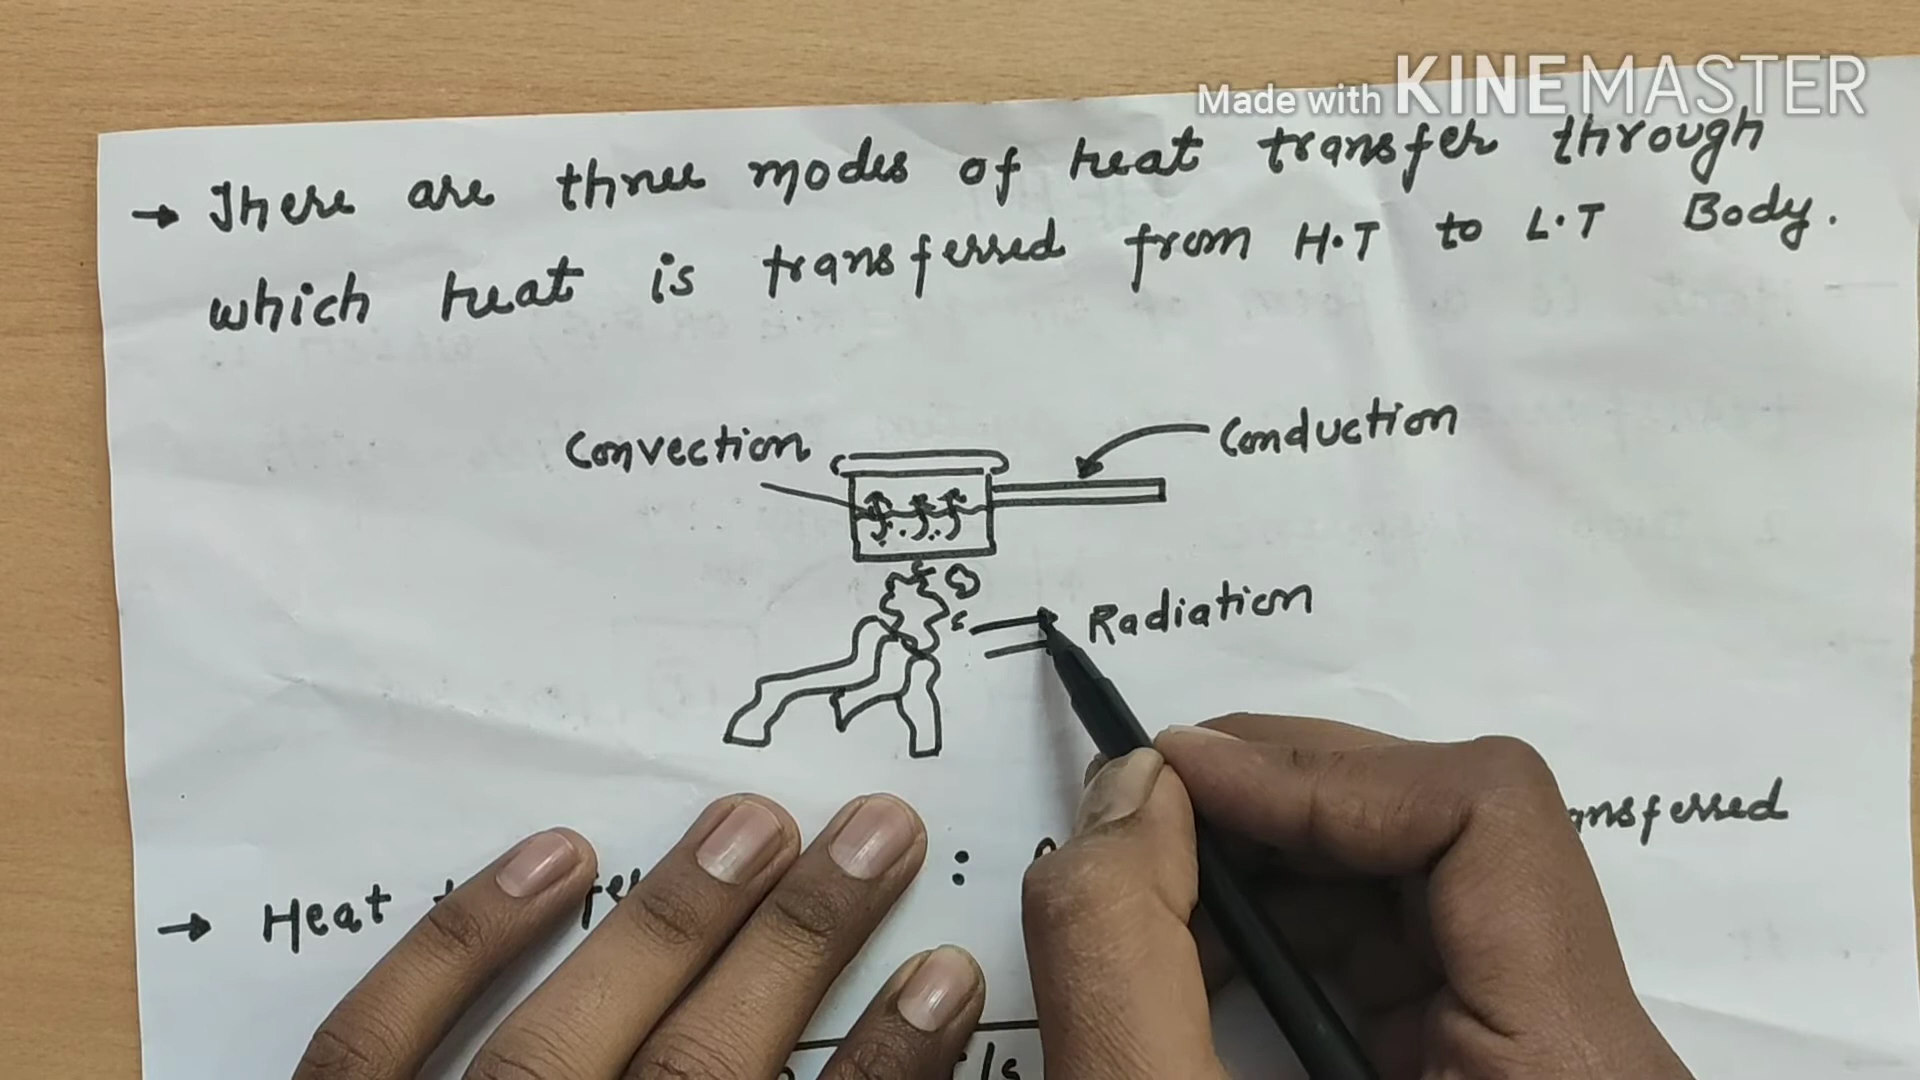 Made with KINEMASTER
→ There are three modes of heat transfer through
which heat is transferred from H.T to L.T Body.
Convection
Conduction
Radiation
ansferred
→ Heat :
/s